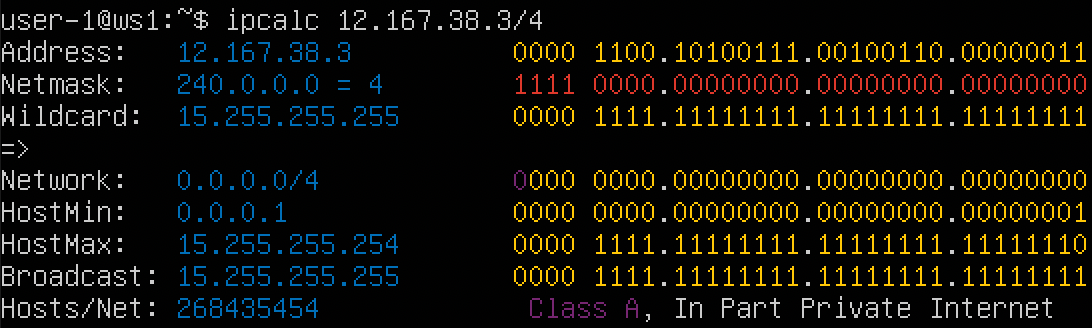 user-1@ws1:~$ ipcalc 12.167.38.3/4
Address:   12.167.38.3          0000 1100.10100111.00100110.00000011
Netmask:   240.0.0.0 = 4        1111 0000.00000000.00000000.00000000
Wildcard:  15.255.255.255       0000 1111.11111111.11111111.11111111
=>
Network:   0.0.0.0/4            0000 0000.00000000.00000000.00000000
HostMin:   0.0.0.1              0000 0000.00000000.00000000.00000001
HostMax:   15.255.255.254       0000 1111.11111111.11111111.11111110
Broadcast: 15.255.255.255       0000 1111.11111111.11111111.11111111
Hosts/Net: 268435454             Class A, In Part Private Internet